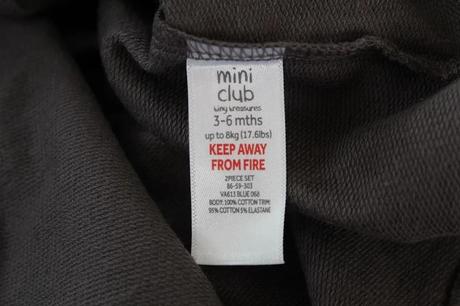 mini
club
tiny treasures
3-6 mths
up to 8kg (17.6lbs)
KEEP AWAY
FROM FIRE
2PIECE SET
86-59-303
VA613 BLUE 068
BODY: 100% COTTON TRIM:
95% COTTON 5% ELASTANE